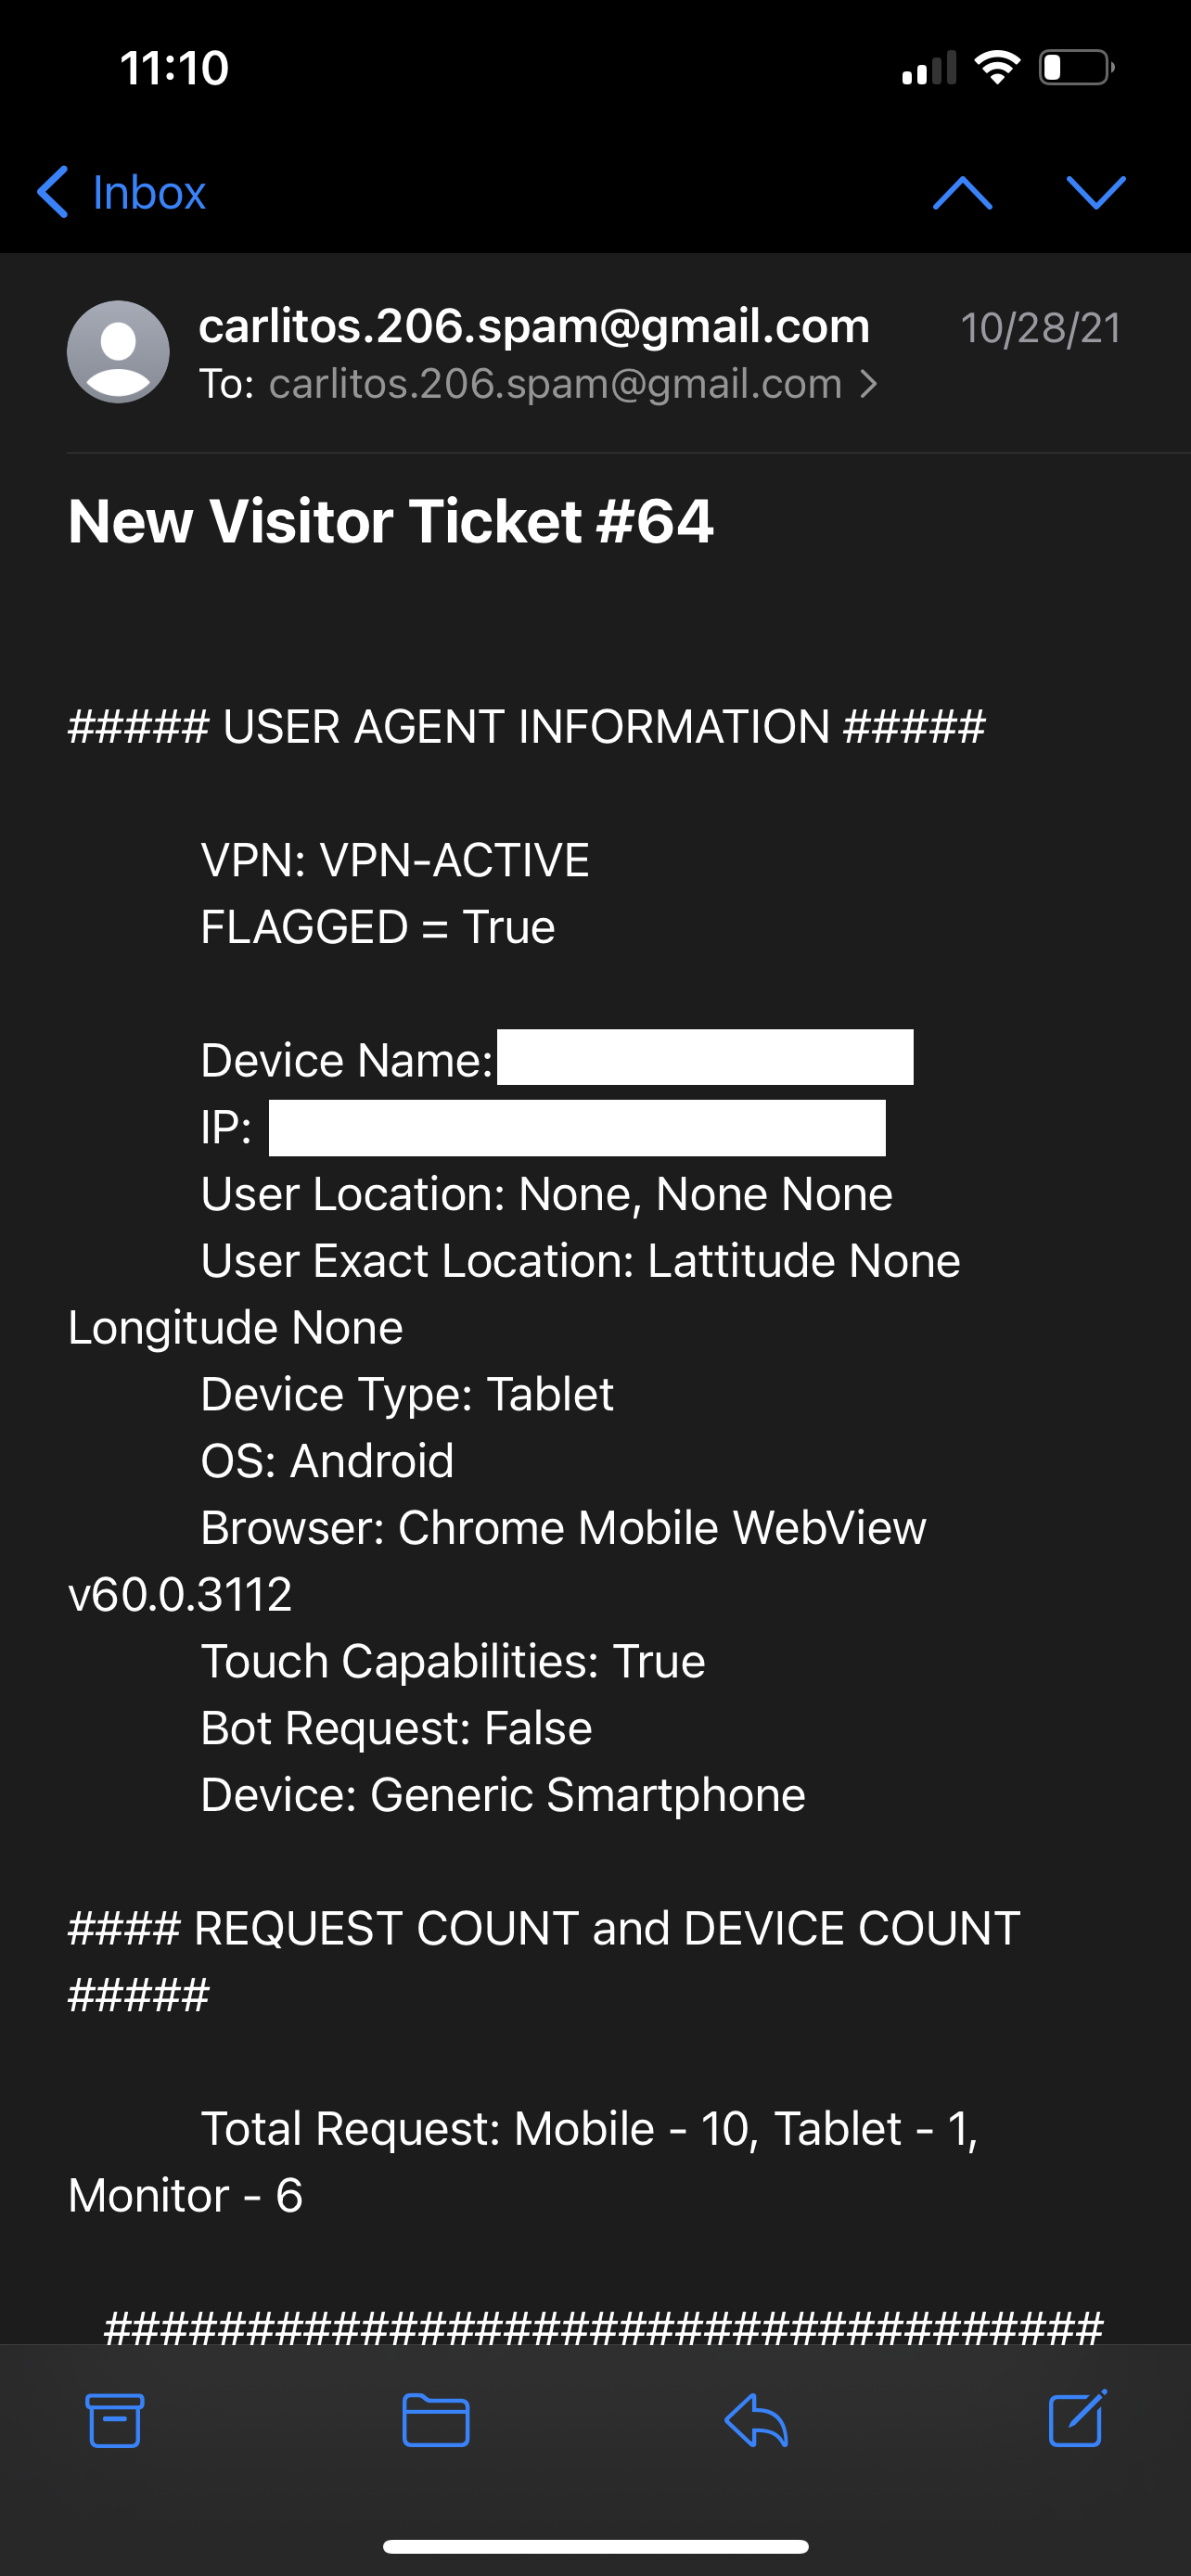 11:10
Inbox
carlitos.206.spam@gmail.com 10/28/21
To: carlitos.206.spam@gmail.com
New Visitor Ticket #64
##### USER AGENT INFORMATION #####
VPN: VPN-ACTIVE
FLAGGED = True
Device Name:
IP:
User Location: None, None None
User Exact Location: Lattitude None
Longitude None
Device Type: Tablet
OS: Android
Browser: Chrome Mobile WebView
v60.0.3112
Touch Capabilities: True
Bot Request: False
Device: Generic Smartphone
#### REQUEST COUNT and DEVICE COUNT
#####
Total Request: Mobile - 10, Tablet - 1,
Monitor - 6
###################################